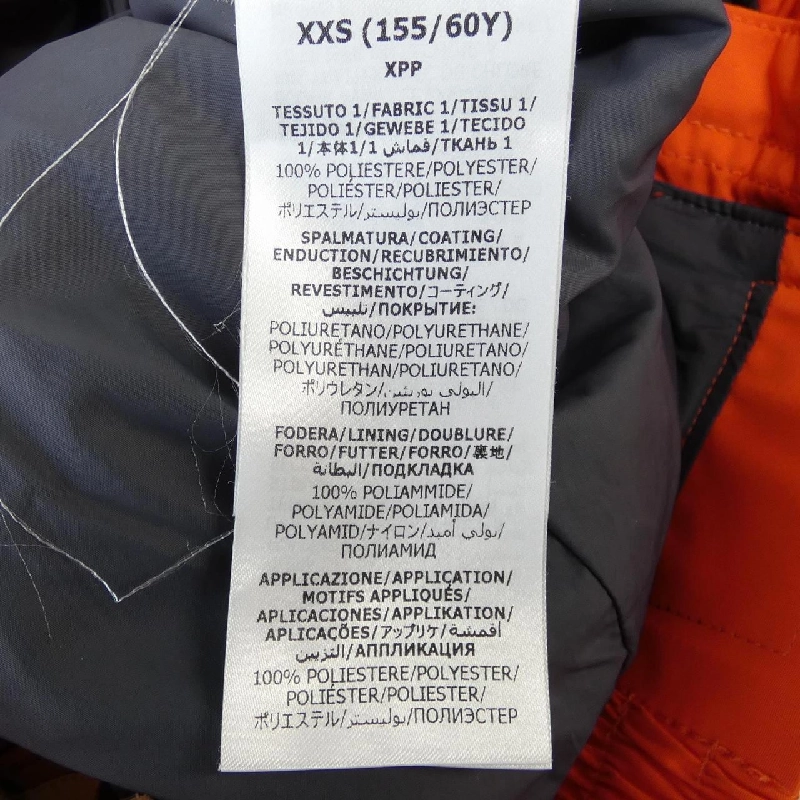 XXS (155/60Y)
XPP
TESSUTO 1/FABRIC 1/TISSU 1/
TEJIDO 1/GEWEBE 1/TECIDO
1/本体1/1 قماش/ТКАНЬ 1
100% POLIESTERE/POLYESTER/
POLIÉSTER/POLIESTER/
ポリエステル/بوليستر/ПОЛИЭСТЕР
SPALMATURA/COATING/
ENDUCTION/RECUBRIMIENTO/
BESCHICHTUNG/
REVESTIMENTO/コーティング/
تلبيس/ПОКРЫТИЕ:
POLIURETANO/POLYURETHANE/
POLYURÉTHANE/POLIURETANO/
POLYURETHAN/POLIURETANO/
ポリウレタン/البولي يوريثين/
ПОЛИУРЕТАН
FODERA/LINING/DOUBLURE/
FORRO/FUTTER/FORRO/裏地/
البطانة/ПОДКЛАДКА
100% POLIAMMIDE/
POLYAMIDE/POLIAMIDA/
POLYAMID/ナイロン/بولي أميد/
ПОЛИАМИД
APPLICAZIONE/APPLICATION/
MOTIFS APPLIQUÉS/
APLICACIONES/APPLIKATION/
APLICAÇÕES/アップリケ/أقمشة
التزيين/АППЛИКАЦИЯ
100% POLIESTERE/POLYESTER/
POLIÉSTER/POLIESTER/
ポリエステル/بوليستر/ПОЛИЭСТЕР